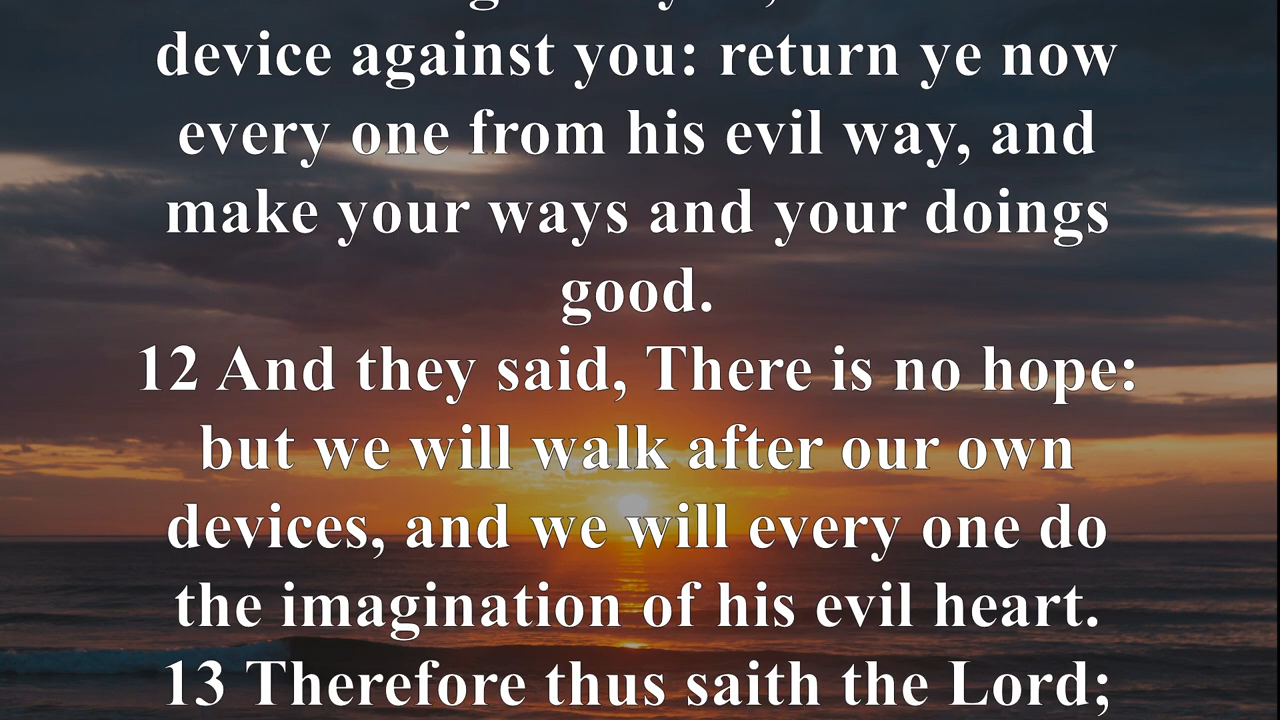 device against you: return ye now
every one from his evil way, and
make your ways and your doings
good.
12 And they said, There is no hope:
but we will walk after our own
devices, and we will every one do
the imagination of his evil heart.
13 Therefore thus saith the Lord;